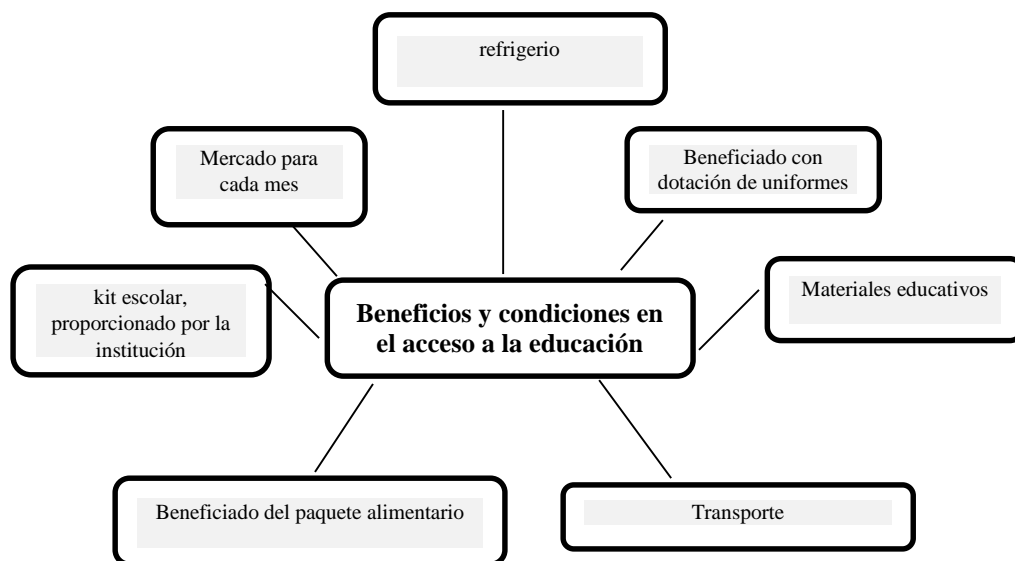 refrigerio
Mercado para
cada mes
Beneficiado con
dotación de uniformes
kit escolar,
proporcionado por la
institución
Beneficios y condiciones en
el acceso a la educación
Materiales educativos
Beneficiado del paquete alimentario
Transporte